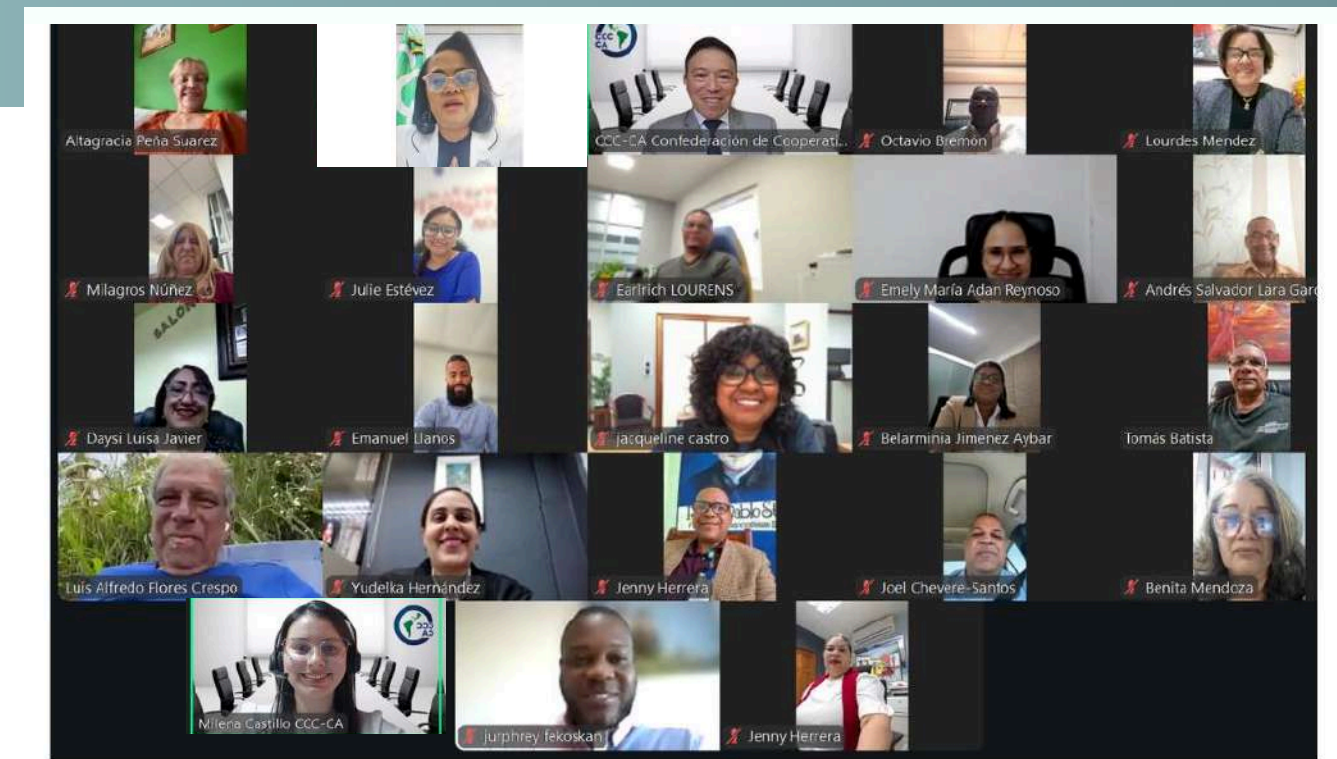 CCC
CA
Altagracia Peña Suarez
CCC-CA Confederación de Cooperati...
Octavio Bremon
Lourdes Mendez
Milagros Núñez
Julie Estévez
Earlrich LOURENS
Emely María Adan Reynoso
Andrés Salvador Lara Garc
SALON
Daysi Luisa Javier
Emanuel Llanos
jacqueline castro
Belarminia Jimenez Aybar
Tomás Batista
Luis Alfredo Flores Crespo
Yudelka Hernández
Jenny Herrera
Joel Chevere-Santos
Benita Mendoza
Milena Castillo CCC-CA
jurphrey fekoskan
Jenny Herrera